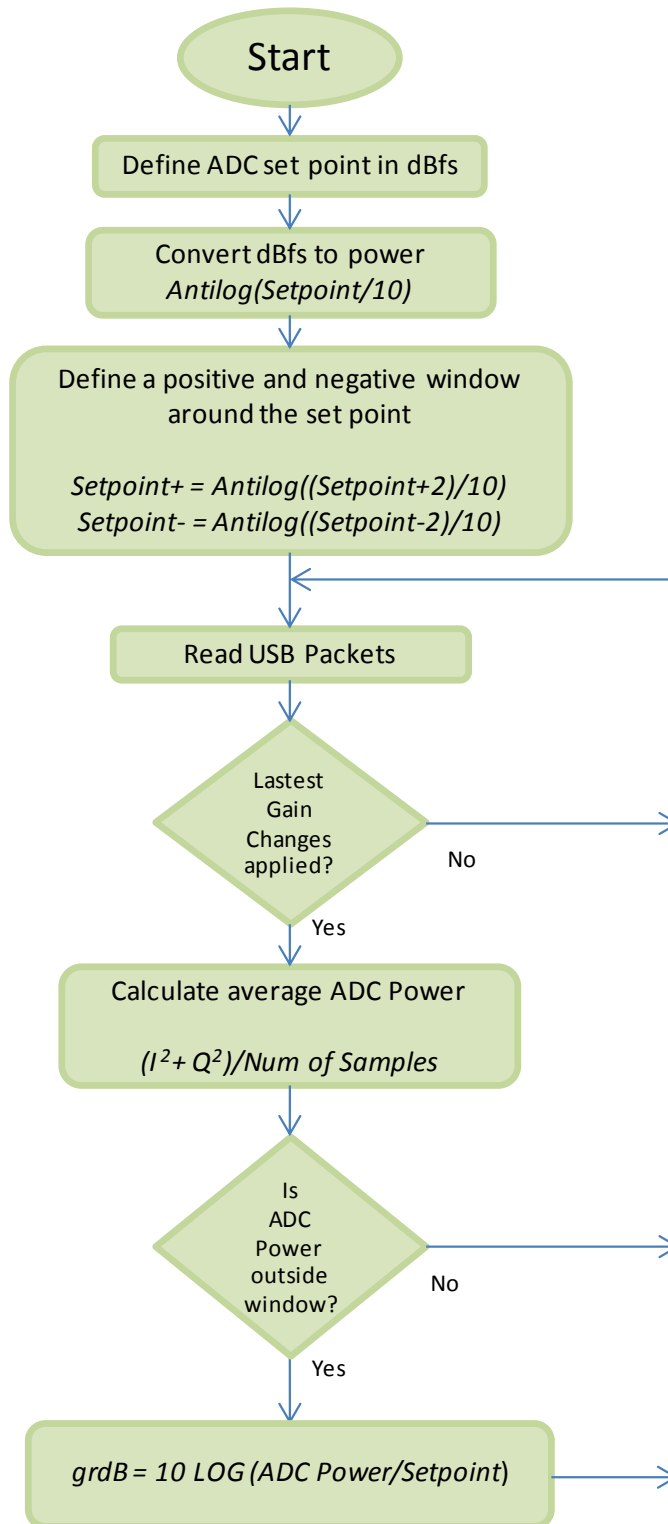 Start
Define ADC set point in dBfs
Convert dBfs to power
Antilog(Setpoint/10)
Define a positive and negative window
around the set point
Setpoint+ = Antilog((Setpoint+2)/10)
Setpoint- = Antilog((Setpoint-2)/10)
Read USB Packets
Lastest
Gain
Changes
applied?
No
Yes
Calculate average ADC Power
(I²+ Q²)/Num of Samples
Is
ADC
Power
outside
window?
No
Yes
grdB = 10 LOG (ADC Power/Setpoint)